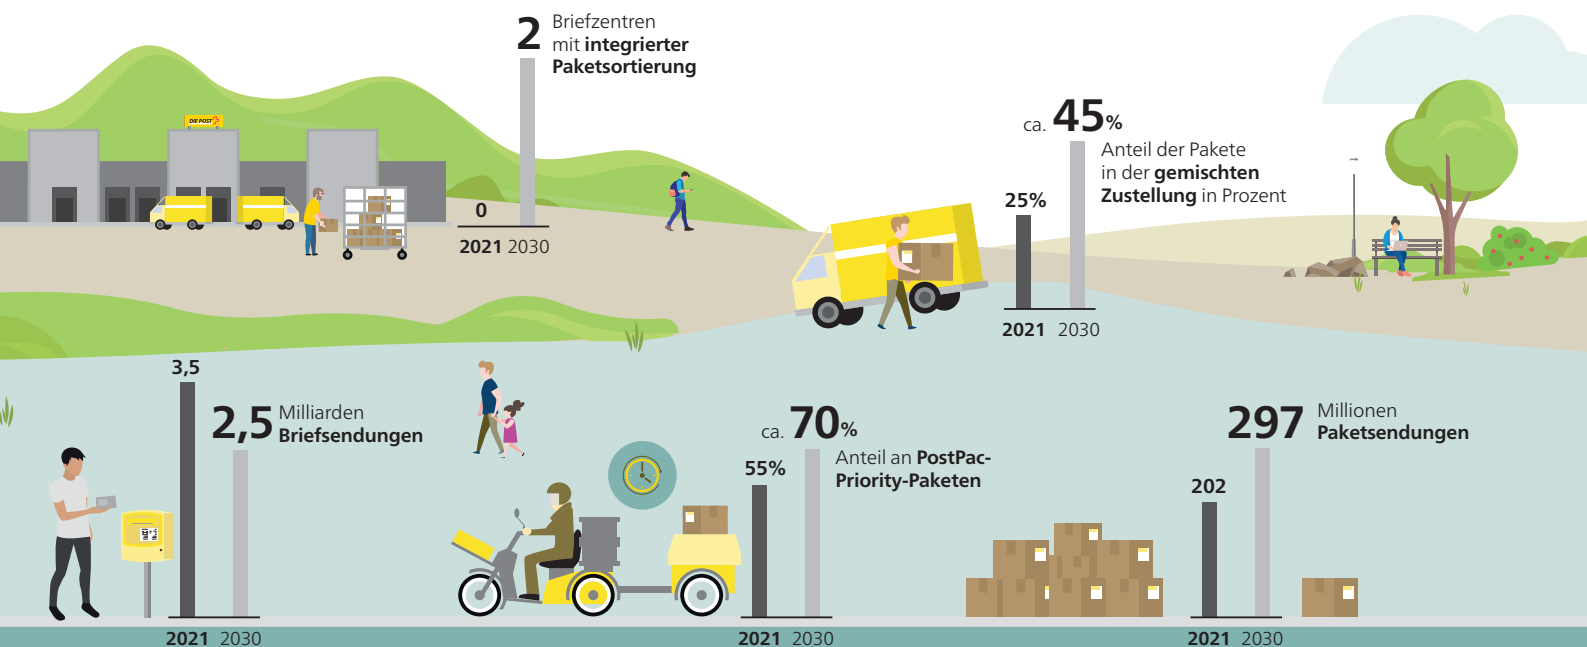 2
Briefzentren
mit integrierter
Paketsortierung
DIE POST
0
2021 2030
ca. 45%
Anteil der Pakete
in der gemischten
Zustellung in Prozent
25%
2021 2030
3,5
2,5
Milliarden
Briefsendungen
2021 2030
ca. 70%
Anteil an PostPac-
Priority-Paketen
55%
2021 2030
297
Millionen
Paketsendungen
202
2021 2030